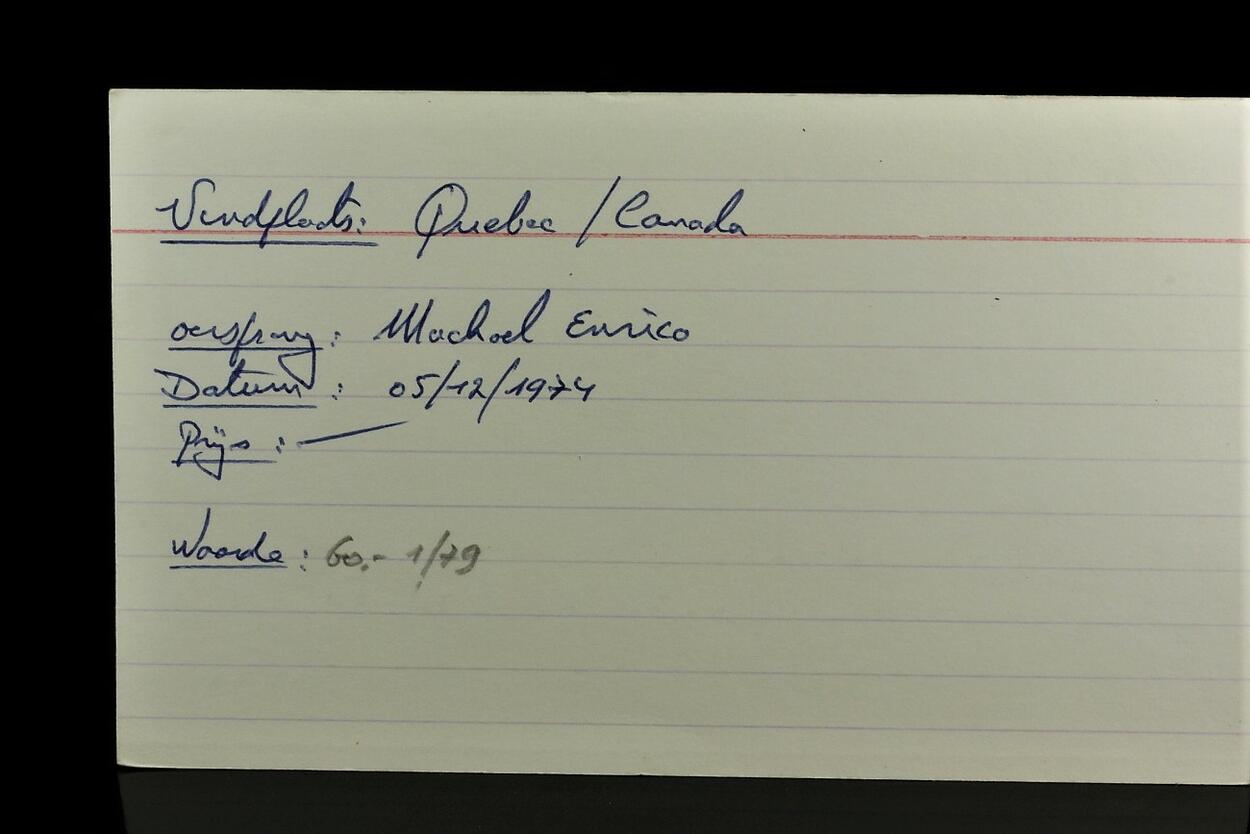 Vindplaats: Quebec / Canada
oorsprong: Machael Enrico
Datum : 05/12/1974
Prijs : —
Waarde : 60.- 1/79